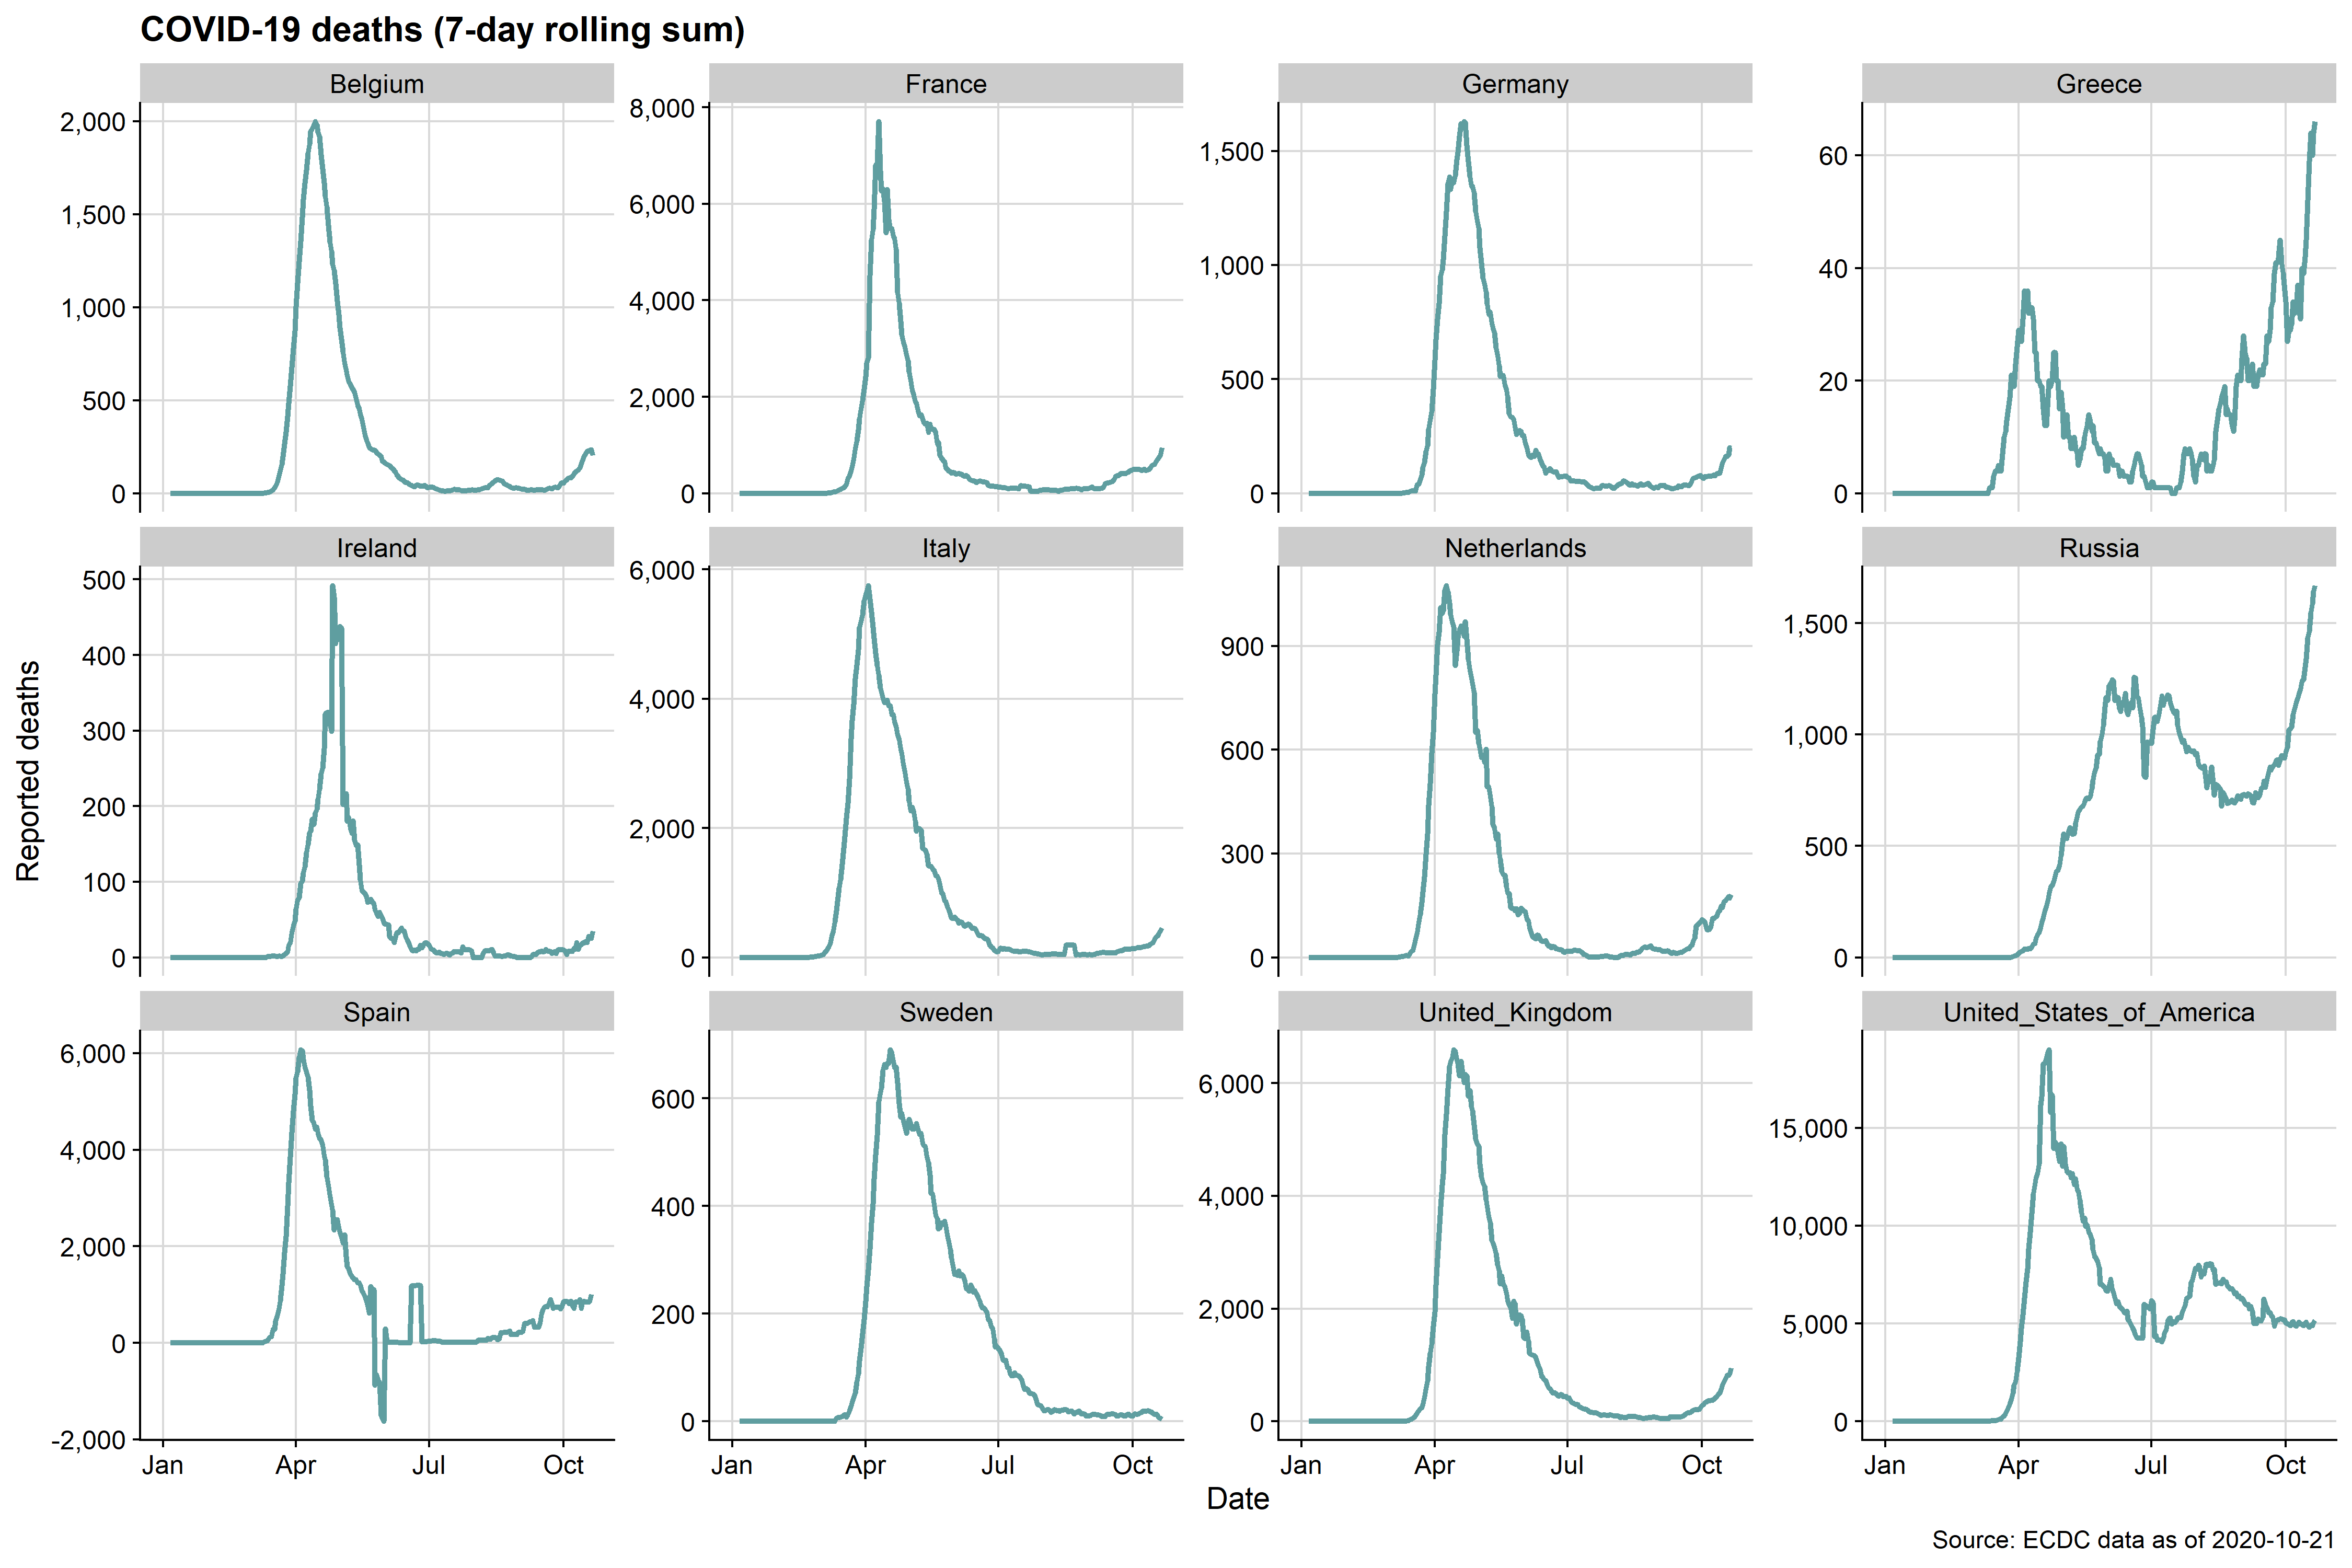 COVID-19 deaths (7-day rolling sum)
Belgium
France
Germany
Greece
2,000
1,500
1,000
500
0
8,000
6,000
4,000
2,000
0
1,500
1,000
500
0
60
40
20
0
Ireland
Italy
Netherlands
Russia
500
400
300
200
100
0
6,000
4,000
2,000
0
900
600
300
0
1,500
1,000
500
0
Spain
Sweden
United_Kingdom
United_States_of_America
6,000
4,000
2,000
0
-2,000
600
400
200
0
6,000
4,000
2,000
0
15,000
10,000
5,000
0
Jan Apr Jul Oct
Jan Apr Jul Oct
Jan Apr Jul Oct
Jan Apr Jul Oct
Reported deaths
Date
Source: ECDC data as of 2020-10-21